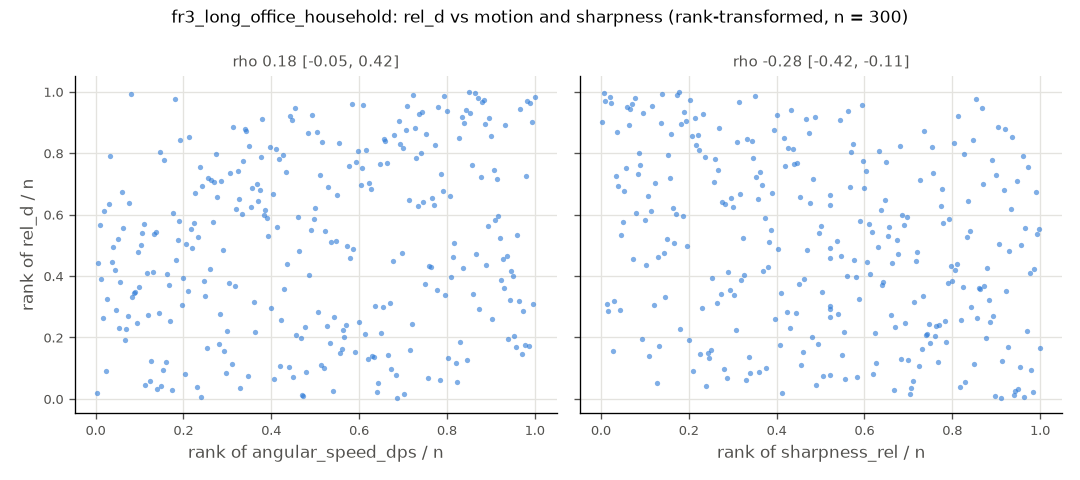 fr3_long_office_household: rel_d vs motion and sharpness (rank-transformed, n = 300)
rho 0.18 [-0.05, 0.42]
rho -0.28 [-0.42, -0.11]
rank of rel_d / n
1.0
0.8
0.6
0.4
0.2
0.0
0.0 0.2 0.4 0.6 0.8 1.0
0.0 0.2 0.4 0.6 0.8 1.0
rank of angular_speed_dps / n
rank of sharpness_rel / n